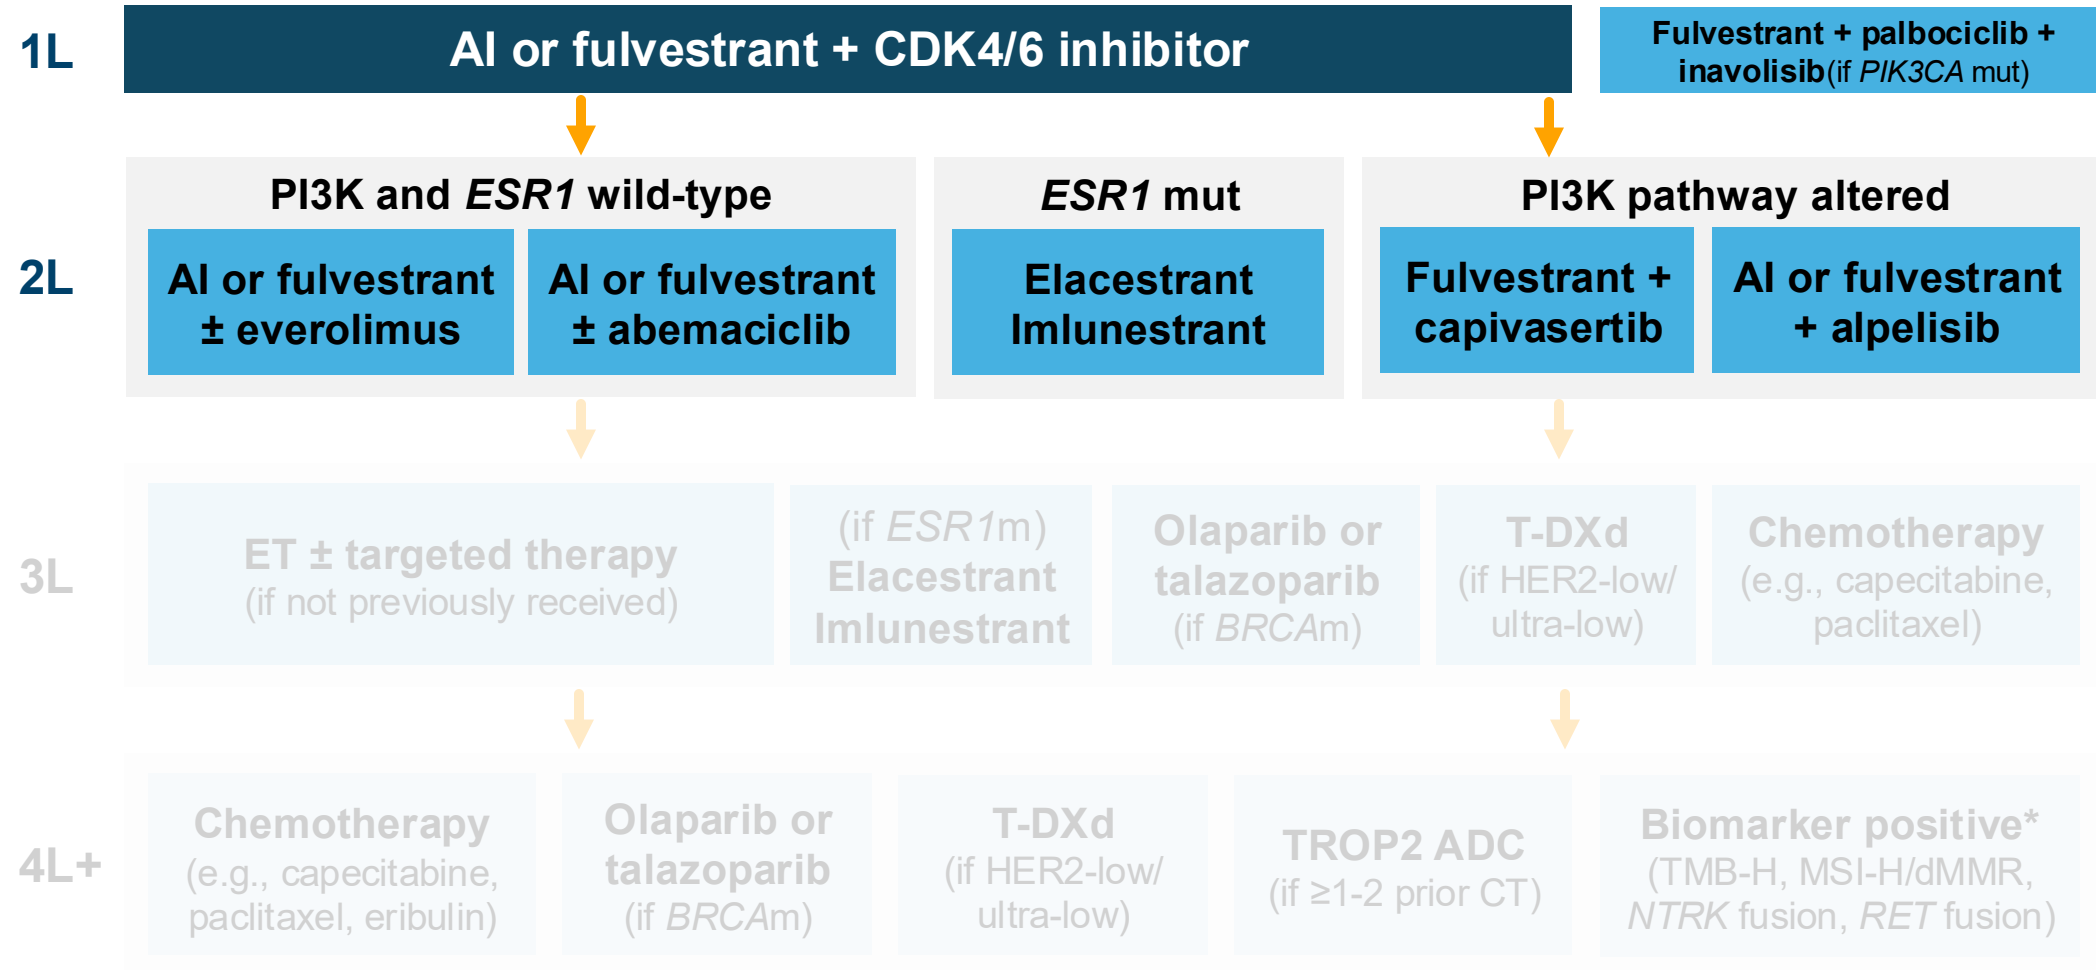 1L
AI or fulvestrant + CDK4/6 inhibitor
Fulvestrant + palbociclib +
inavolisib(if PIK3CA mut)
2L
PI3K and ESR1 wild-type
AI or fulvestrant
± everolimus
AI or fulvestrant
± abemaciclib
ESR1 mut
Elacestrant
Imlunestrant
PI3K pathway altered
Fulvestrant +
capivasertib
AI or fulvestrant
+ alpelisib
3L
ET ± targeted therapy
(if not previously received)
(if ESR1m)
Elacestrant
Imlunestrant
Olaparib or
talazoparib
(if BRCAm)
T-DXd
(if HER2-low/
ultra-low)
Chemotherapy
(e.g., capecitabine,
paclitaxel)
4L+
Chemotherapy
(e.g., capecitabine,
paclitaxel, eribulin)
Olaparib or
talazoparib
(if BRCAm)
T-DXd
(if HER2-low/
ultra-low)
TROP2 ADC
(if ≥1-2 prior CT)
Biomarker positive*
(TMB-H, MSI-H/dMMR,
NTRK fusion, RET fusion)